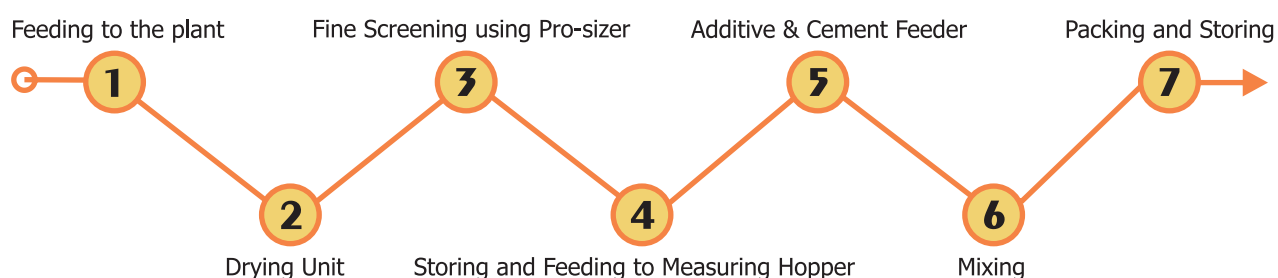 Feeding to the plant
Fine Screening using Pro-sizer
Additive & Cement Feeder
Packing and Storing
1
3
5
7
2
4
6
Drying Unit
Storing and Feeding to Measuring Hopper
Mixing